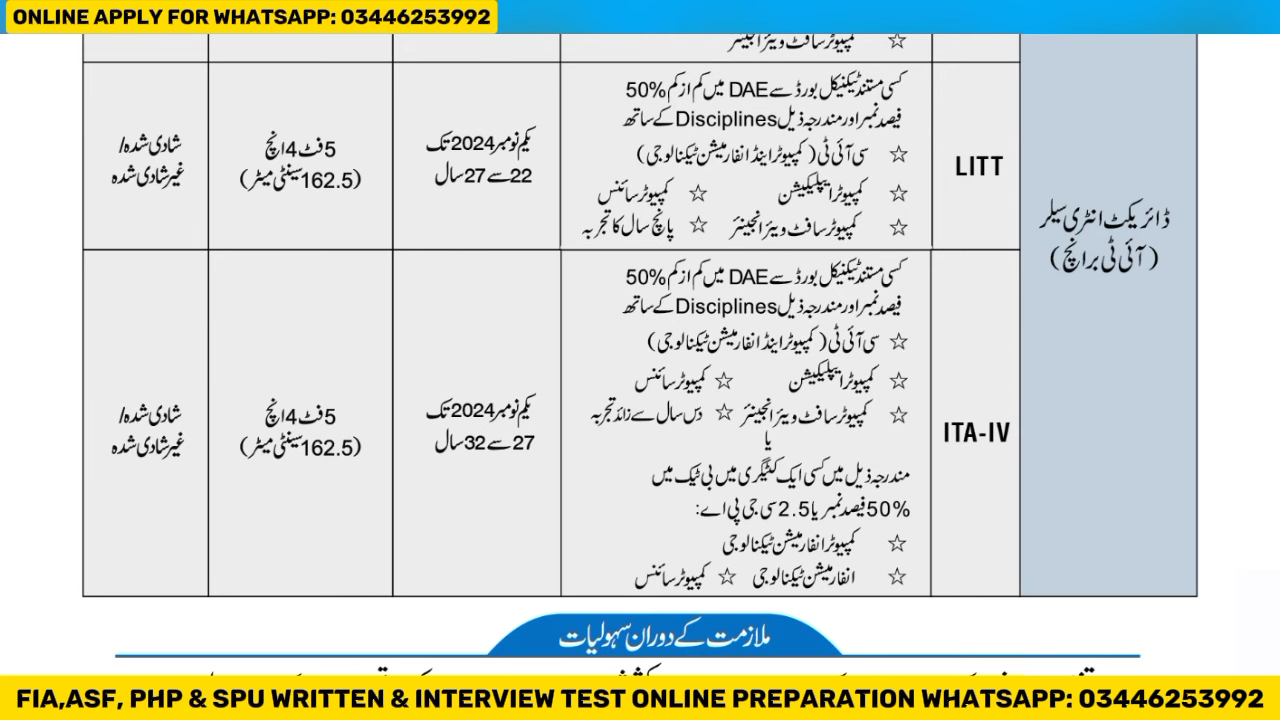 ONLINE APPLY FOR WHATSAPP: 03446253992
☆ کمپیوٹر سافٹ ویئر انجینئر
ڈائریکٹ انٹری سیلر
(آئی ٹی برانچ)
LITT
کسی مستند ٹیکنیکل بورڈ سے DAE میں کم از کم 50%
فیصد نمبر اور مندرجہ ذیل Disciplines کے ساتھ
☆ سی آئی ٹی (کمپیوٹر اینڈ انفارمیشن ٹیکنالوجی)
☆ کمپیوٹر ایپلیکیشن ☆ کمپیوٹر سائنس
☆ کمپیوٹر سافٹ ویئر انجینئر ☆ پانچ سال کا تجربہ
یکم نومبر 2024 تک
22 سے 27 سال
5 فٹ 4 انچ
(162.5 سینٹی میٹر)
شادی شدہ/
غیر شادی شدہ
ITA-IV
کسی مستند ٹیکنیکل بورڈ سے DAE میں کم از کم 50%
فیصد نمبر اور مندرجہ ذیل Disciplines کے ساتھ
☆ سی آئی ٹی (کمپیوٹر اینڈ انفارمیشن ٹیکنالوجی)
☆ کمپیوٹر ایپلیکیشن ☆ کمپیوٹر سائنس
☆ کمپیوٹر سافٹ ویئر انجینئر ☆ دس سال سے زائد تجربہ
یا
مندرجہ ذیل میں کسی ایک کٹیگری میں بی ٹیک میں
50% فیصد نمبر یا 2.5 سی جی پی اے:
☆ کمپیوٹر انفارمیشن ٹیکنالوجی
☆ انفارمیشن ٹیکنالوجی ☆ کمپیوٹر سائنس
یکم نومبر 2024 تک
27 سے 32 سال
5 فٹ 4 انچ
(162.5 سینٹی میٹر)
شادی شدہ/
غیر شادی شدہ
ملازمت کے دوران سہولیات
FIA,ASF, PHP & SPU WRITTEN & INTERVIEW TEST ONLINE PREPARATION WHATSAPP: 03446253992